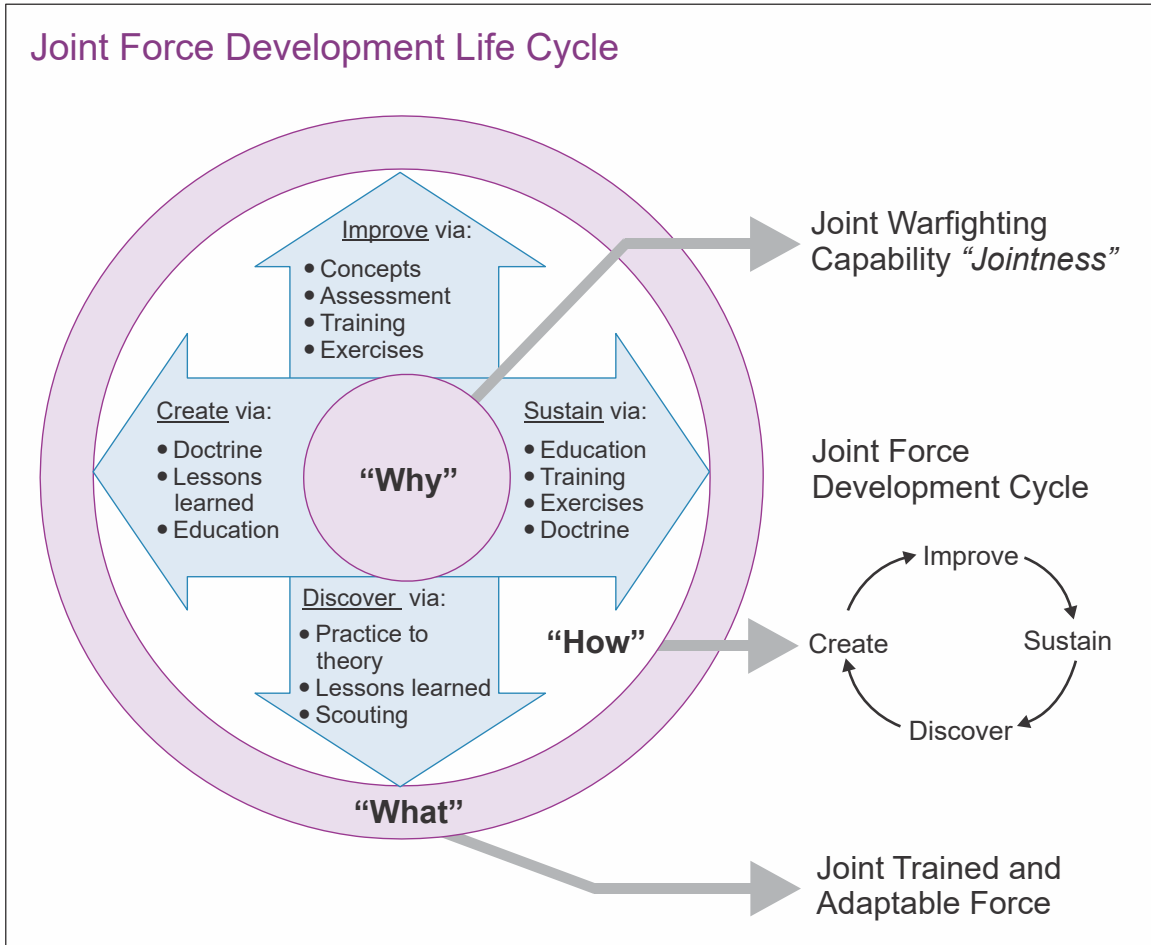 Joint Force Development Life Cycle
Improve via:
• Concepts
• Assessment
• Training
• Exercises
Create via:
• Doctrine
• Lessons
learned
• Education
“Why”
Sustain via:
• Education
• Training
• Exercises
• Doctrine
Discover via:
• Practice to
theory
• Lessons learned
• Scouting
“How”
“What”
Joint Warfighting
Capability “Jointness”
Joint Force
Development Cycle
Improve
Create
Sustain
Discover
Joint Trained and
Adaptable Force